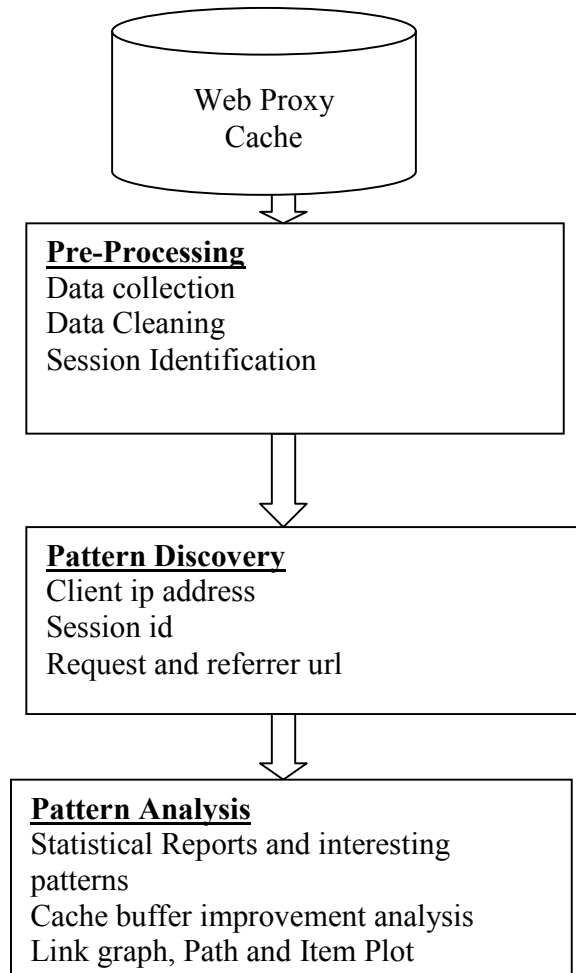 Web Proxy
Cache
Pre-Processing
Data collection
Data Cleaning
Session Identification
Pattern Discovery
Client ip address
Session id
Request and referrer url
Pattern Analysis
Statistical Reports and interesting
patterns
Cache buffer improvement analysis
Link graph, Path and Item Plot